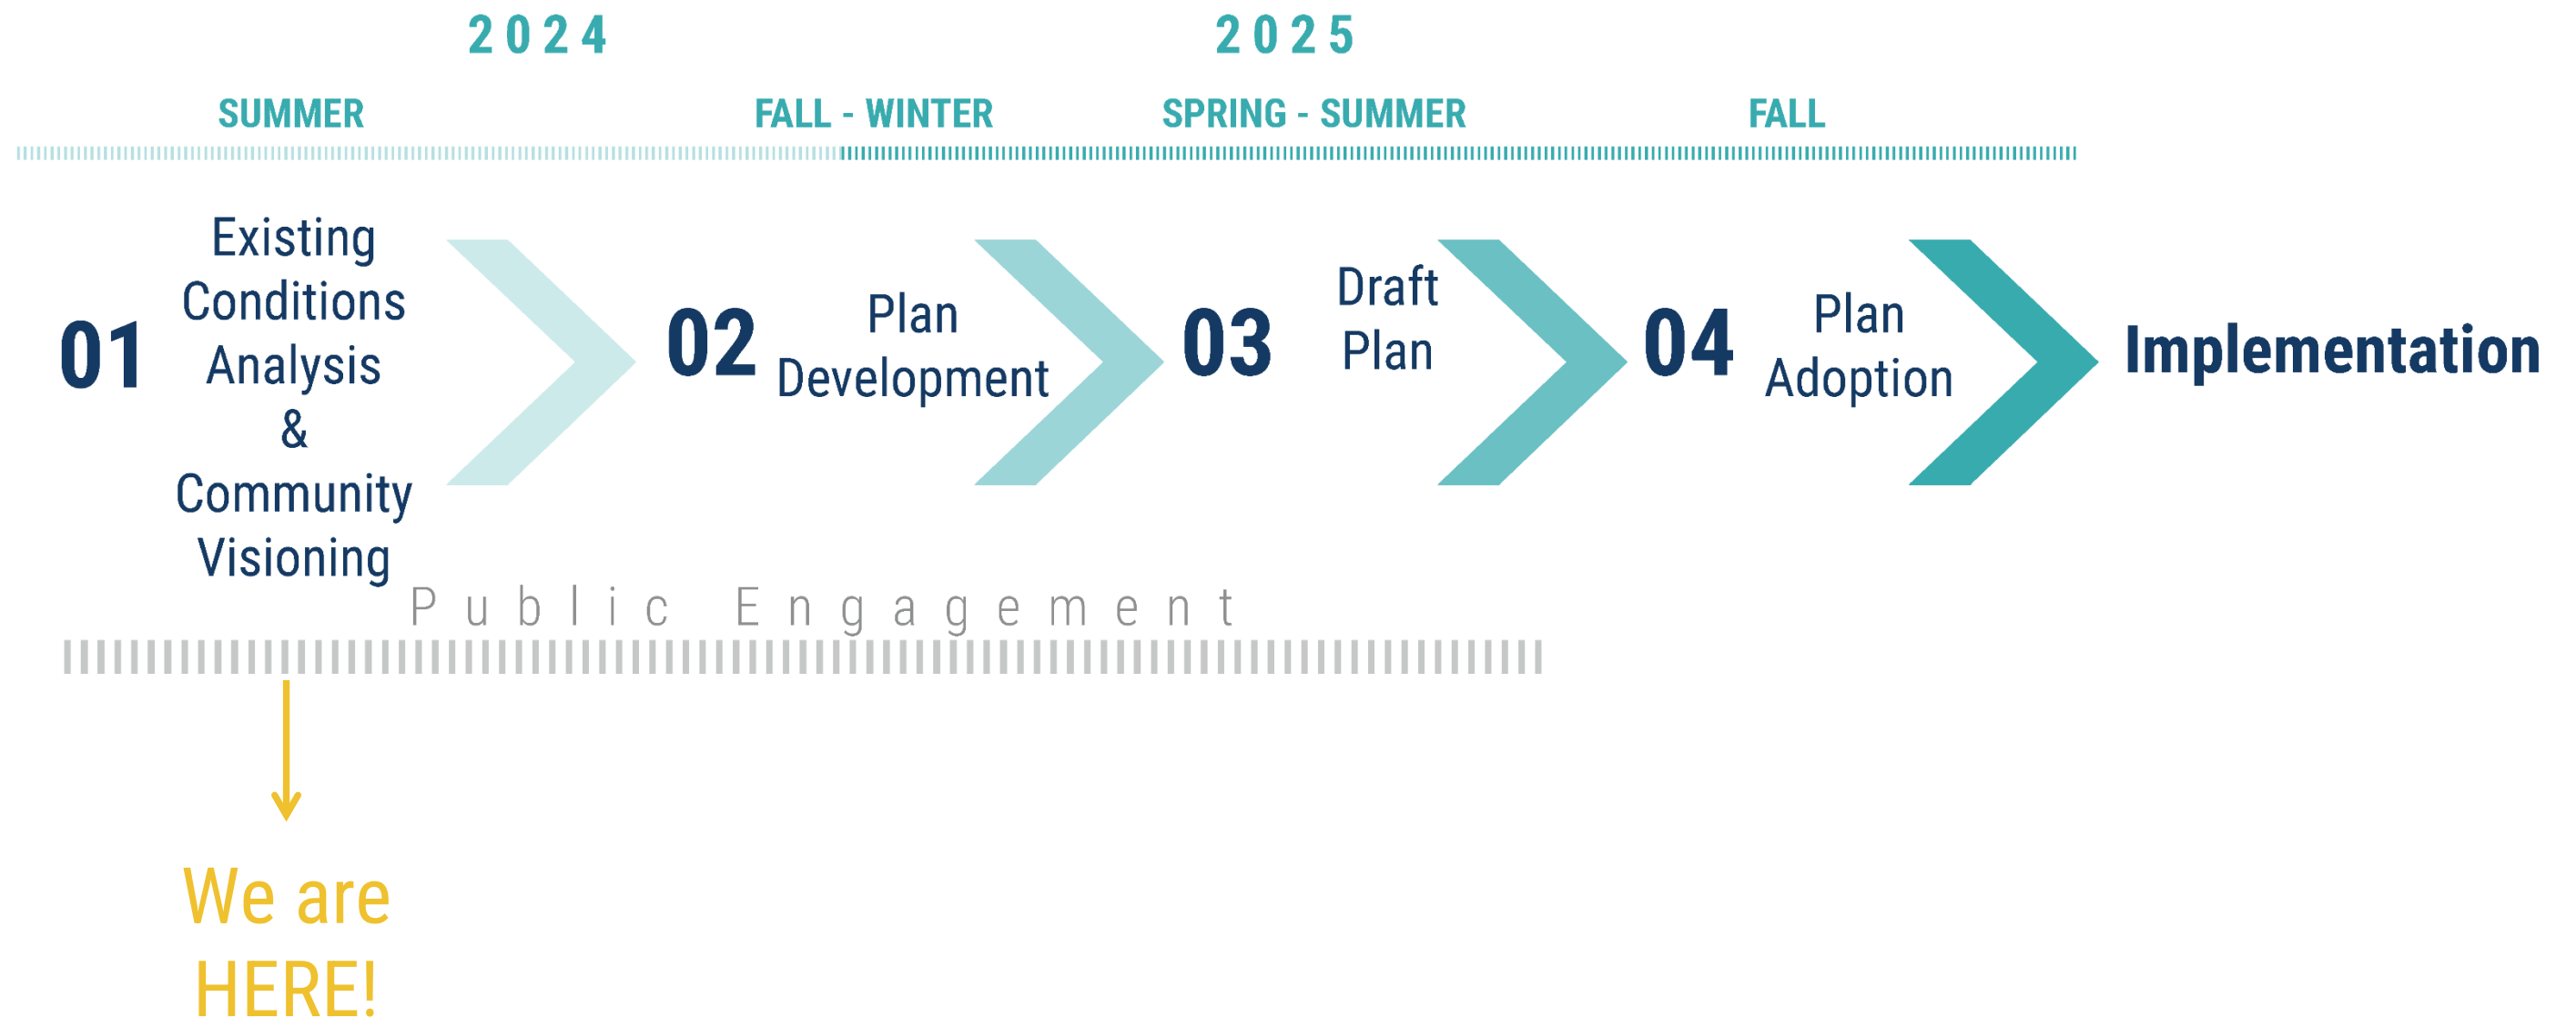 2024
2025
SUMMER
FALL - WINTER
SPRING - SUMMER
FALL
01
Existing
Conditions
Analysis
&
Community
Visioning
02
Plan
Development
03
Draft
Plan
04
Plan
Adoption
Implementation
Public Engagement
We are
HERE!